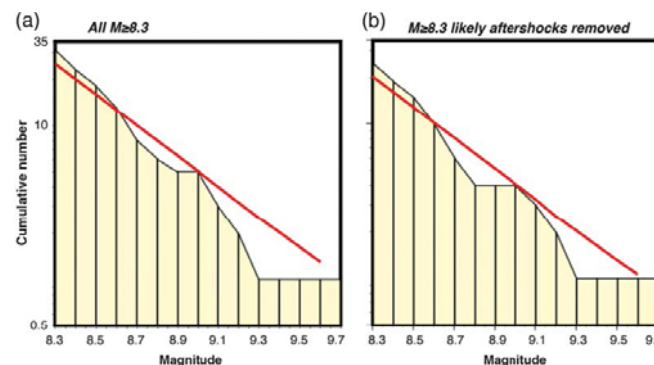 (a)
All M≥8.3
(b)
M≥8.3 likely aftershocks removed
35
10
0.5
Cumulative number
8.3 8.5 8.7 8.9 9.1 9.3 9.5 9.7
Magnitude
8.3 8.5 8.7 8.9 9.1 9.3 9.5
Magnitude